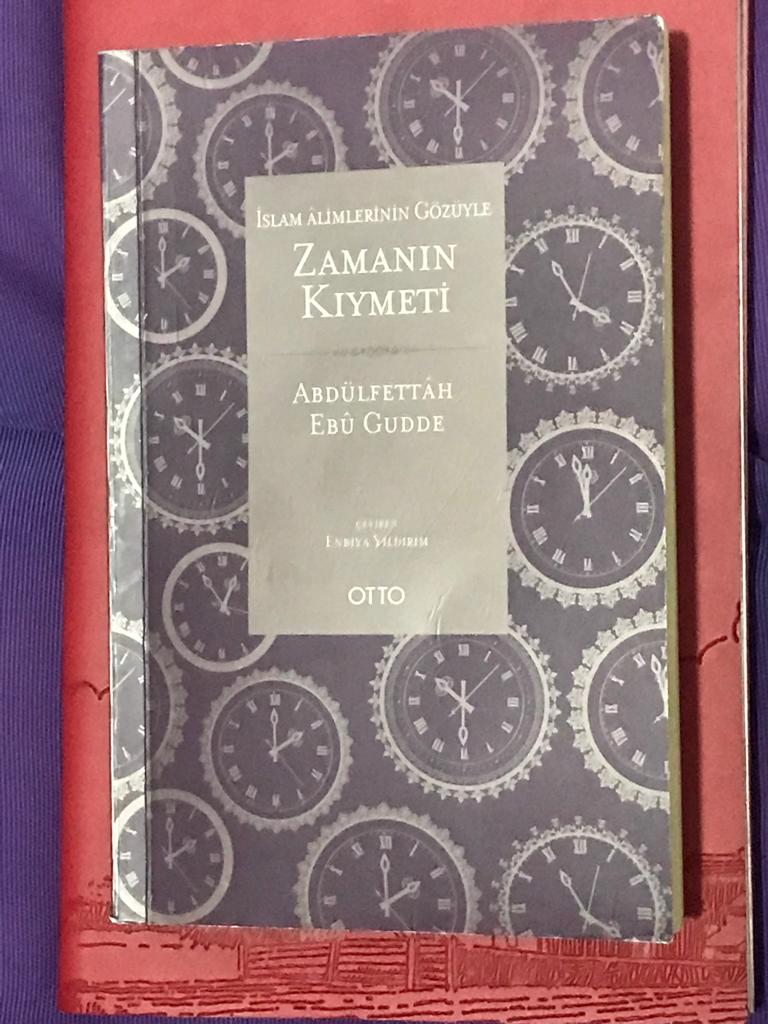 İslam Âlimlerinin Gözüyle
Zamanın
Kıymeti
Abdülfettâh
Ebû Gudde
çeviren
Enbiya Yıldırım
OTTO